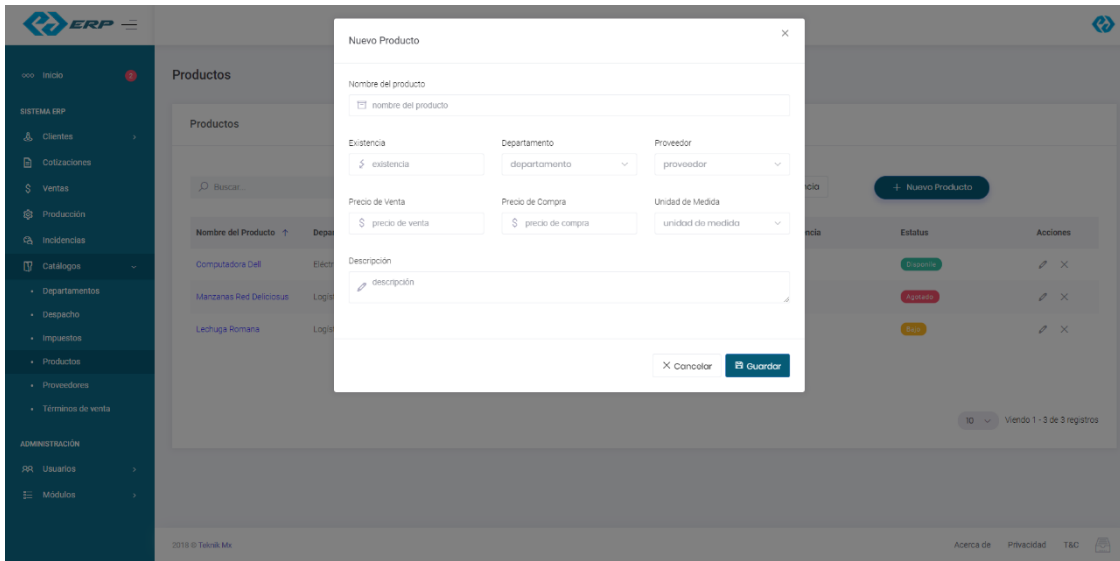 ERP
Inicio
SISTEMA ERP
Clientes
Cotizaciones
Ventas
Producción
Incidencias
Catálogos
Departamentos
Despacho
Impuestos
Productos
Proveedores
Términos de venta
ADMINISTRACIÓN
Usuarios
Módulos
Productos
Productos
Buscar...
+ Nuevo Producto
Nombre del Producto ↑
Estatus
Acciones
Computadora Dell
Manzanas Red Deliciosus
Agotado
Lechuga Romana
Bajo
10 Viendo 1 - 3 de 3 registros
Nuevo Producto
Nombre del producto
nombre del producto
Existencia Departamento Proveedor
existencia departamento proveedor
Precio de Venta Precio de Compra Unidad de Medida
$ precio de venta $ precio de compra unidad de medida
Descripción
descripción
Cancelar Guardar
2018 © Teknik Mx
Acerca de Privacidad T&C